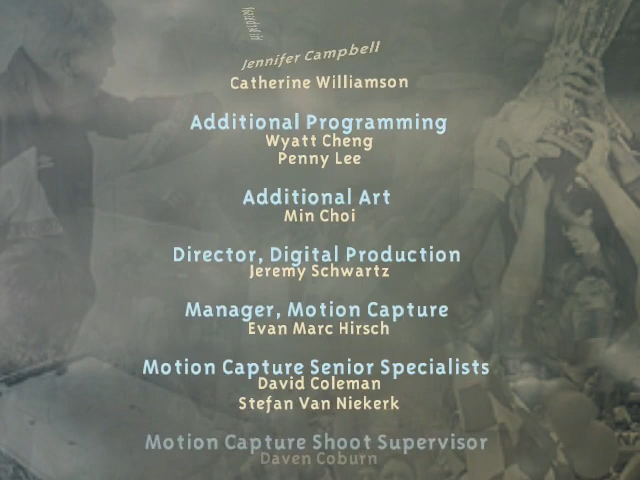 Jennifer Campbell
Catherine Williamson
Additional Programming
Wyatt Cheng
Penny Lee
Additional Art
Min Choi
Director, Digital Production
Jeremy Schwartz
Manager, Motion Capture
Evan Marc Hirsch
Motion Capture Senior Specialists
David Coleman
Stefan Van Niekerk
Motion Capture Shoot Supervisor
Daven Coburn